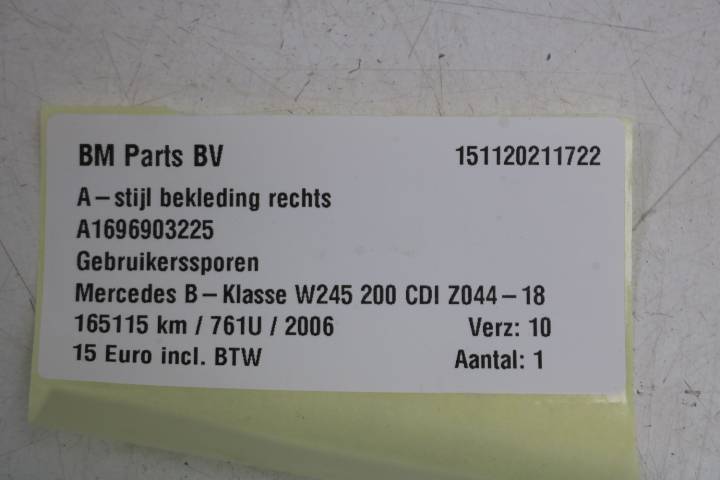 BM Parts BV 151120211722
A-stijl bekleding rechts
A1696903225
Gebruikerssporen
Mercedes B-Klasse W245 200 CDI Z044-18
165115 km / 761U / 2006 Verz: 10
15 Euro incl. BTW Aantal: 1